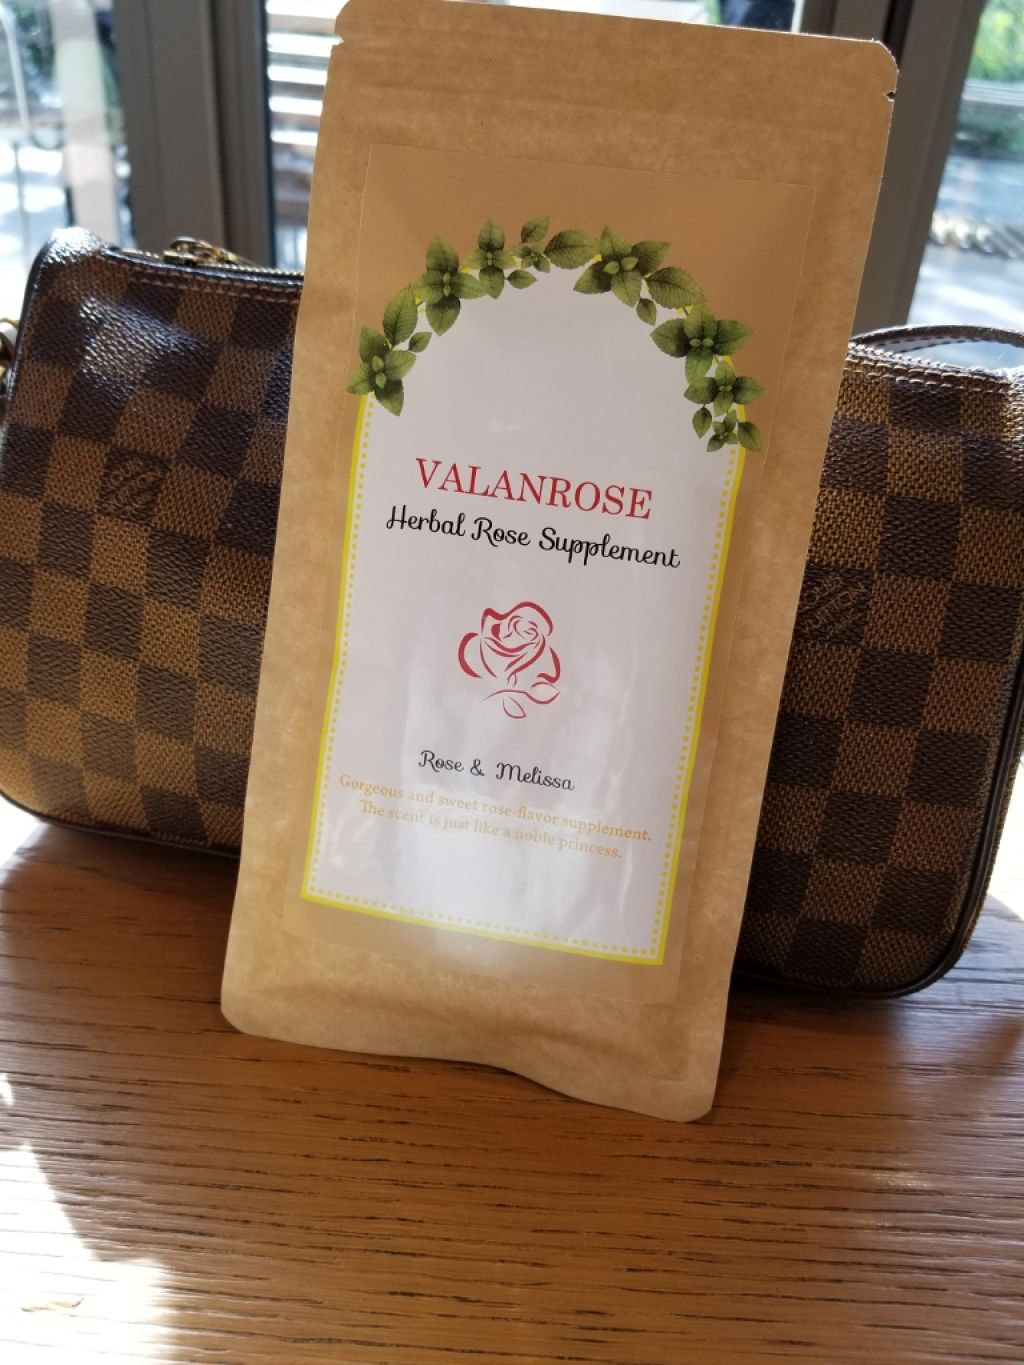 VALANROSE
Herbal Rose Supplement
Rose & Melissa
Gorgeous and sweet rose-flavor supplement.
The scent is just like a noble princess.